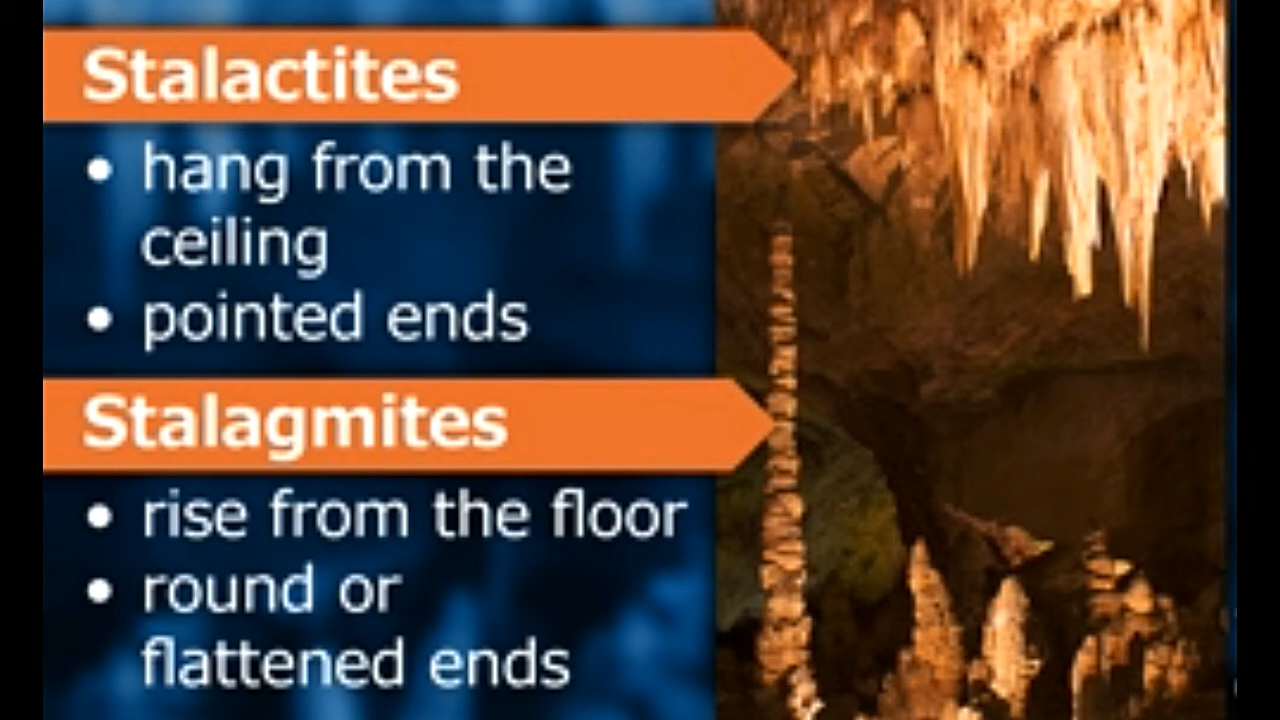 Stalactites
• hang from the
ceiling
• pointed ends
Stalagmites
• rise from the floor
• round or
flattened ends